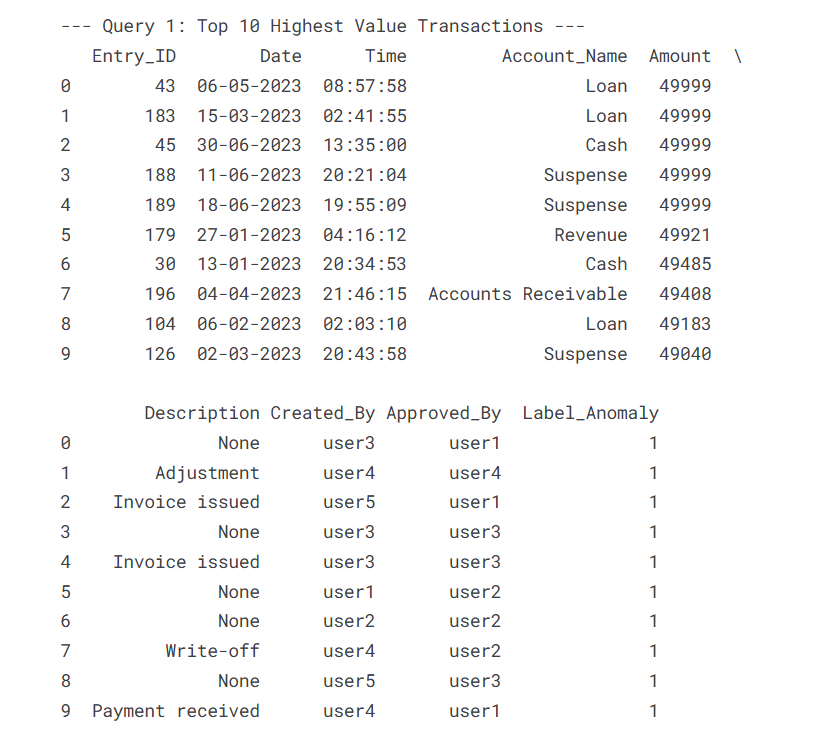 --- Query 1: Top 10 Highest Value Transactions ---
Entry_ID Date Time Account_Name Amount \
0 43 06-05-2023 08:57:58 Loan 49999
1 183 15-03-2023 02:41:55 Loan 49999
2 45 30-06-2023 13:35:00 Cash 49999
3 188 11-06-2023 20:21:04 Suspense 49999
4 189 18-06-2023 19:55:09 Suspense 49999
5 179 27-01-2023 04:16:12 Revenue 49921
6 30 13-01-2023 20:34:53 Cash 49485
7 196 04-04-2023 21:46:15 Accounts Receivable 49408
8 104 06-02-2023 02:03:10 Loan 49183
9 126 02-03-2023 20:43:58 Suspense 49040
Description Created_By Approved_By Label_Anomaly
0 None user3 user1 1
1 Adjustment user4 user4 1
2 Invoice issued user5 user1 1
3 None user3 user3 1
4 Invoice issued user3 user3 1
5 None user1 user2 1
6 None user2 user2 1
7 Write-off user4 user2 1
8 None user5 user3 1
9 Payment received user4 user1 1